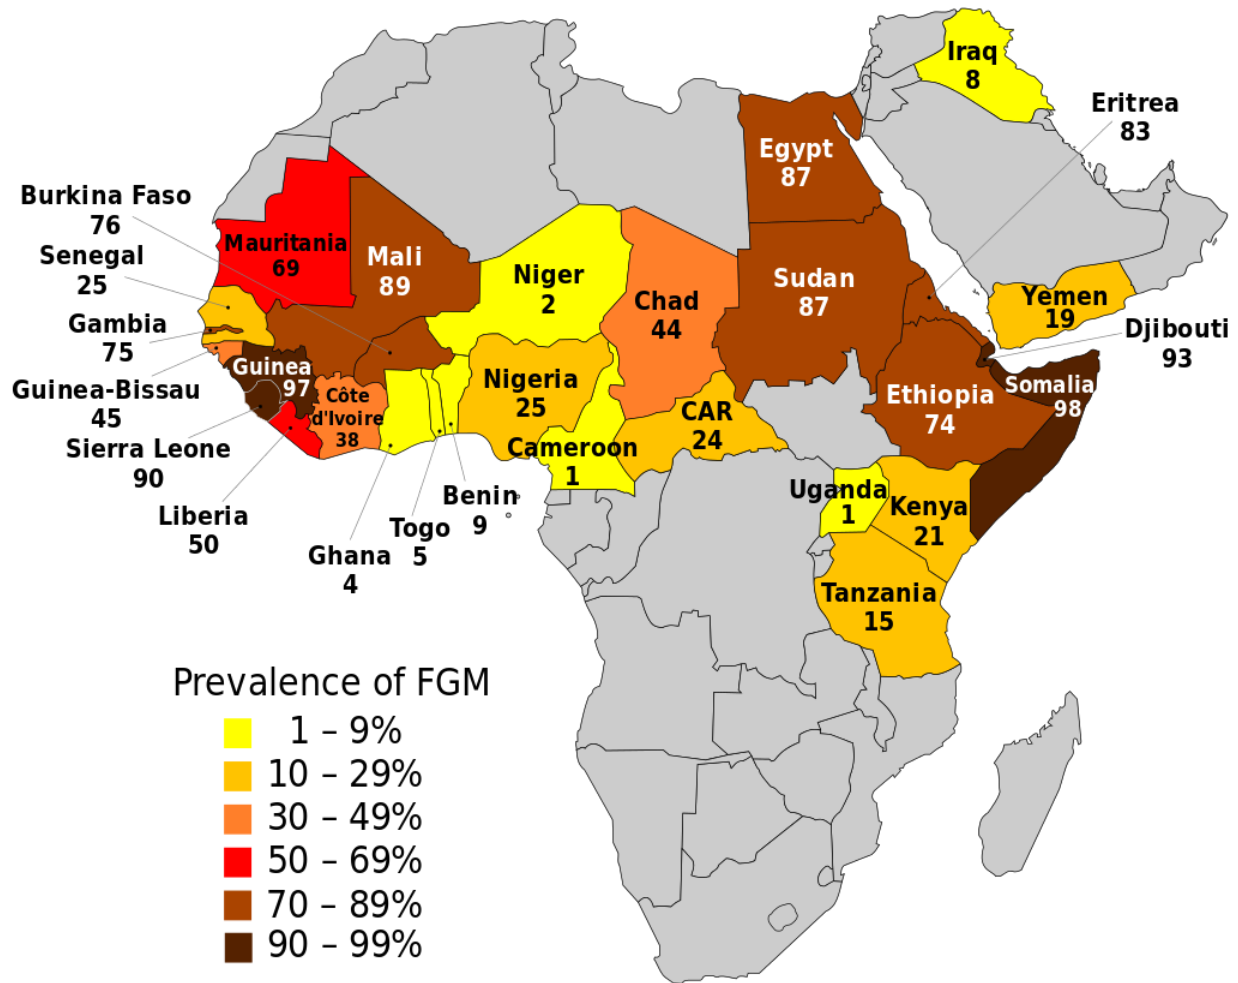 Iraq
8
Eritrea
83
Egypt
87
Burkina Faso
76
Senegal
25
Mauritania
69
Mali
89
Niger
2
Chad
44
Sudan
87
Yemen
19
Gambia
75
Djibouti
93
Guinea-Bissau
45
Guinea
97
Côte
d'Ivoire
38
Nigeria
25
CAR
24
Ethiopia
74
Somalia
98
Sierra Leone
90
Cameroon
1
Uganda
1
Kenya
21
Liberia
50
Ghana
4
Togo
5
Benin
9
Tanzania
15
Prevalence of FGM
1 – 9%
10 – 29%
30 – 49%
50 – 69%
70 – 89%
90 – 99%